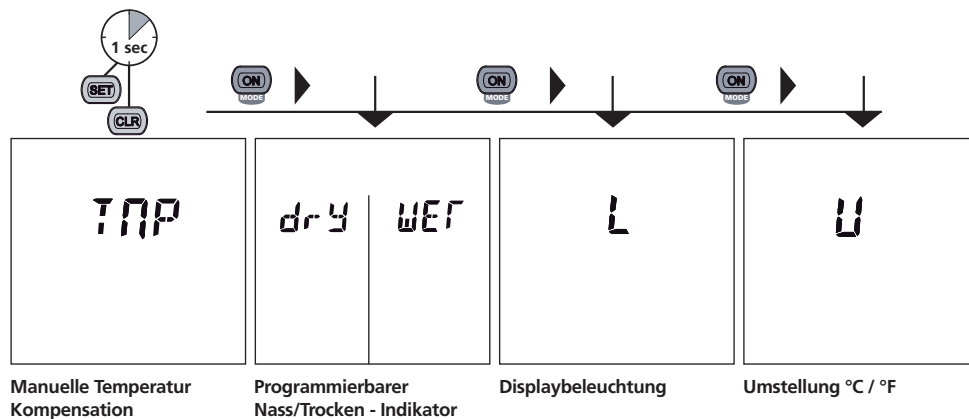 1 sec
SET
CLR
ON
MODE
ON
MODE
ON
MODE
TMP
dry
WET
L
U
Manuelle Temperatur
Kompensation
Programmierbarer
Nass/Trocken - Indikator
Displaybeleuchtung
Umstellung °C / °F